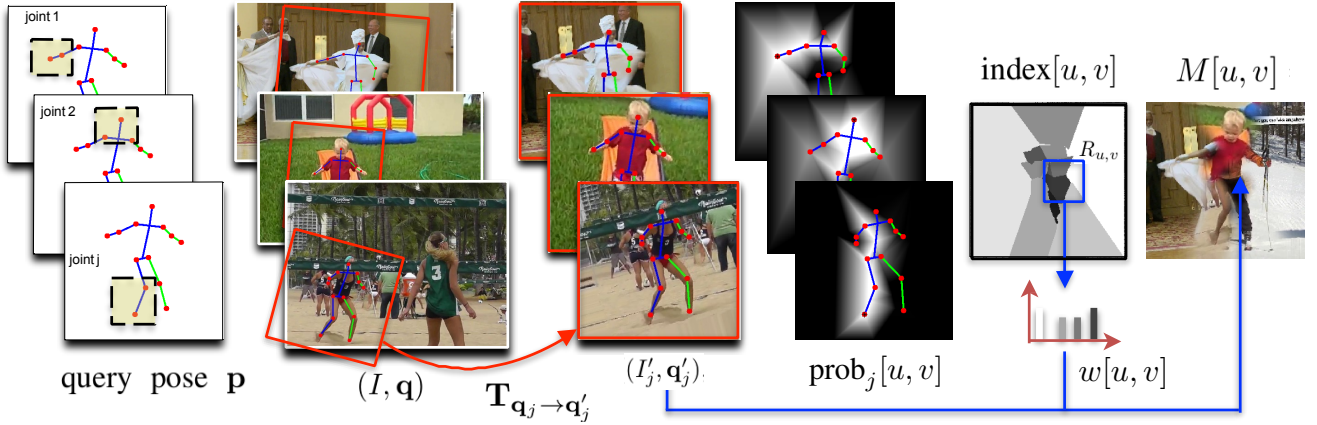 joint 1
joint 2
joint j
query pose p
(I, q)
T_{q_j→q'_j}
(I'_j, q'_j)
prob_j[u, v]
index[u, v]
R_{u,v}
w[u, v]
M[u, v]
3